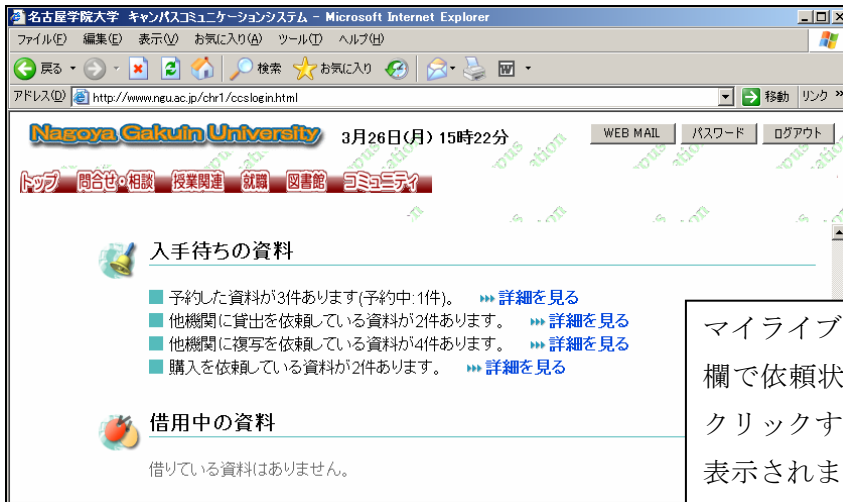 名古屋学院大学 キャンパスコミュニケーションシステム - Microsoft Internet Explorer
ファイル(F) 編集(E) 表示(V) お気に入り(A) ツール(T) ヘルプ(H)
戻る 検索 お気に入り
アドレス(D) http://www.ngu.ac.jp/chr1/ccslogin.html 移動 リンク »
Nagoya Gakuin University 3月26日(月) 15時22分 WEB MAIL パスワード ログアウト
トップ 問合せ・相談 授業関連 就職 図書館 コミュニティ
入手待ちの資料
予約した資料が3件あります(予約中:1件)。 詳細を見る
他機関に貸出を依頼している資料が2件あります。 詳細を見る
他機関に複写を依頼している資料が4件あります。 詳細を見る
購入を依頼している資料が2件あります。 詳細を見る
借用中の資料
借りている資料はありません。
マイライブ
欄で依頼状
クリックす
表示されま